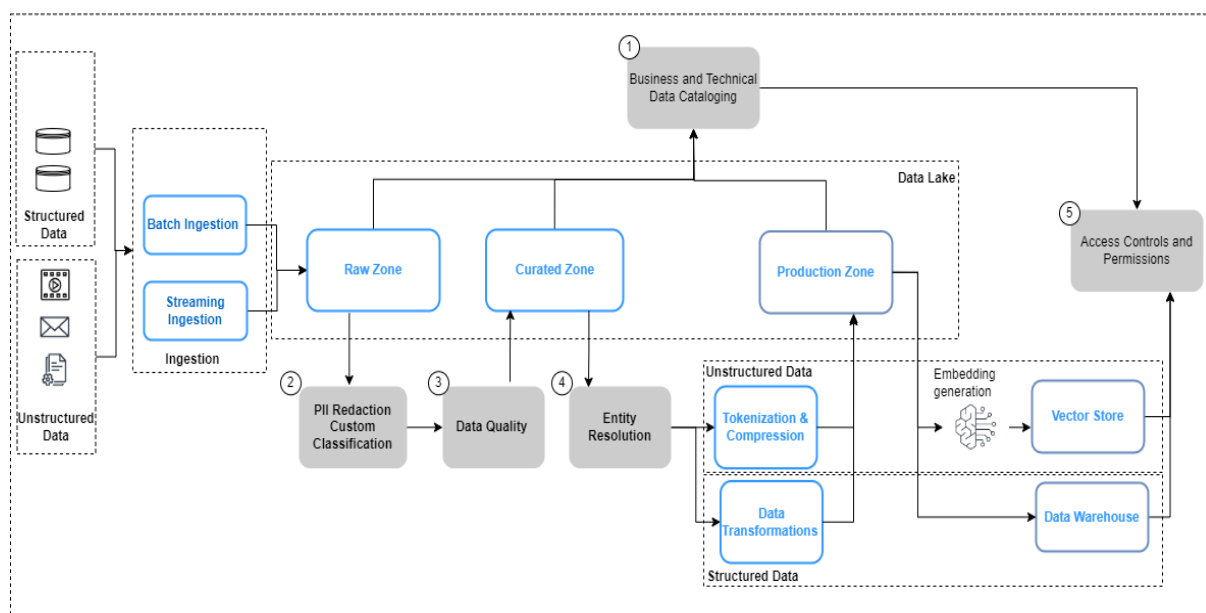 1
Business and Technical
Data Cataloging
Data Lake
Structured
Data
Batch Ingestion
Streaming
Ingestion
Ingestion
Unstructured
Data
Raw Zone
Curated Zone
Production Zone
5
Access Controls and
Permissions
2
PII Redaction
Custom
Classification
3
Data Quality
4
Entity
Resolution
Unstructured Data
Tokenization &
Compression
Embedding
generation
Vector Store
Data
Transformations
Data Warehouse
Structured Data